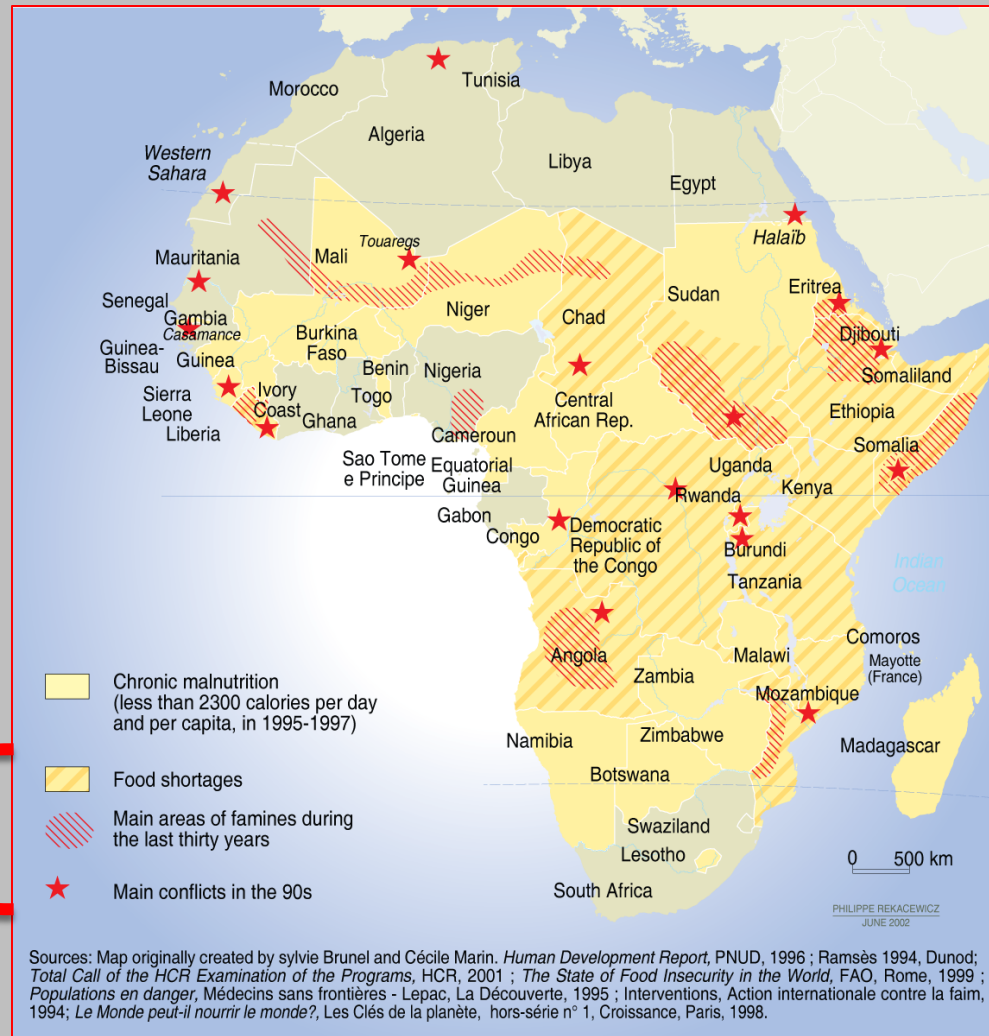 Tunisia
Morocco
Algeria
Western
Sahara
Libya
Egypt
Halaïb
Mauritania
Mali
Touaregs
Senegal
Gambia
Casamance
Guinea-
Bissau
Guinea
Burkina
Faso
Niger
Chad
Sudan
Eritrea
Djibouti
Somaliland
Sierra
Leone
Liberia
Ivory
Coast
Ghana
Togo
Benin
Nigeria
Central
African Rep.
Ethiopia
Somalia
Cameroun
Sao Tome
e Principe
Equatorial
Guinea
Gabon
Congo
Democratic
Republic of
the Congo
Uganda
Rwanda
Kenya
Burundi
Tanzania
Indian
Ocean
Angola
Zambia
Malawi
Comoros
Mayotte
(France)
Mozambique
Namibia
Zimbabwe
Botswana
Madagascar
Swaziland
Lesotho
South Africa
Chronic malnutrition
(less than 2300 calories per day
and per capita, in 1995-1997)
Food shortages
Main areas of famines during
the last thirty years
Main conflicts in the 90s
0 500 km
PHILIPPE REKACEWICZ
JUNE 2002
Sources: Map originally created by sylvie Brunel and Cécile Marin. Human Development Report, PNUD, 1996 ; Ramsès 1994, Dunod;
Total Call of the HCR Examination of the Programs, HCR, 2001 ; The State of Food Insecurity in the World, FAO, Rome, 1999 ;
Populations en danger, Médecins sans frontières - Lepac, La Découverte, 1995 ; Interventions, Action internationale contre la faim,
1994; Le Monde peut-il nourrir le monde?, Les Clés de la planète, hors-série n° 1, Croissance, Paris, 1998.